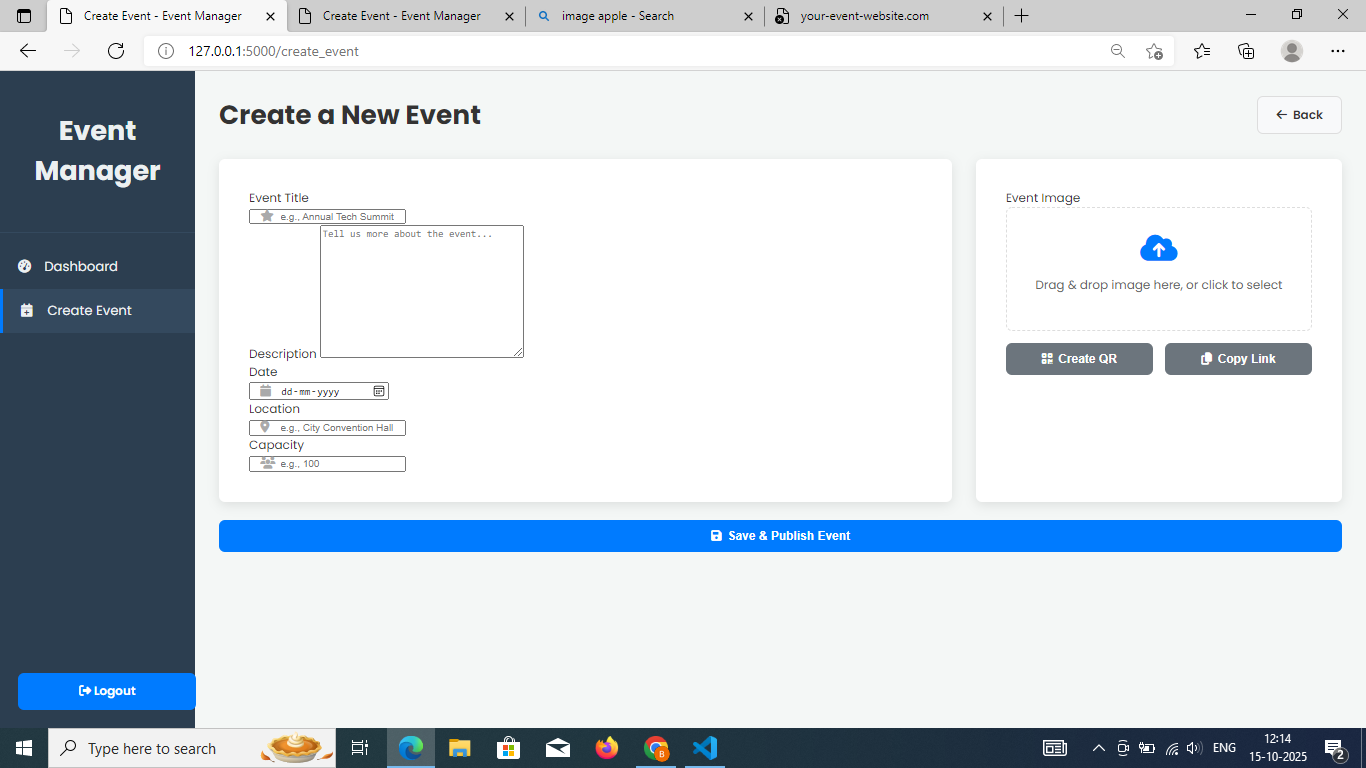 Create Event - Event Manager
Create Event - Event Manager
image apple - Search
your-event-website.com
127.0.0.1:5000/create_event
Event
Manager
Dashboard
Create Event
Logout
Create a New Event
Back
Event Title
e.g., Annual Tech Summit
Tell us more about the event...
Description
Date
dd-mm-yyyy
Location
e.g., City Convention Hall
Capacity
e.g., 100
Event Image
Drag & drop image here, or click to select
Create QR
Copy Link
Save & Publish Event
Type here to search
B
ENG
12:14
15-10-2025
2